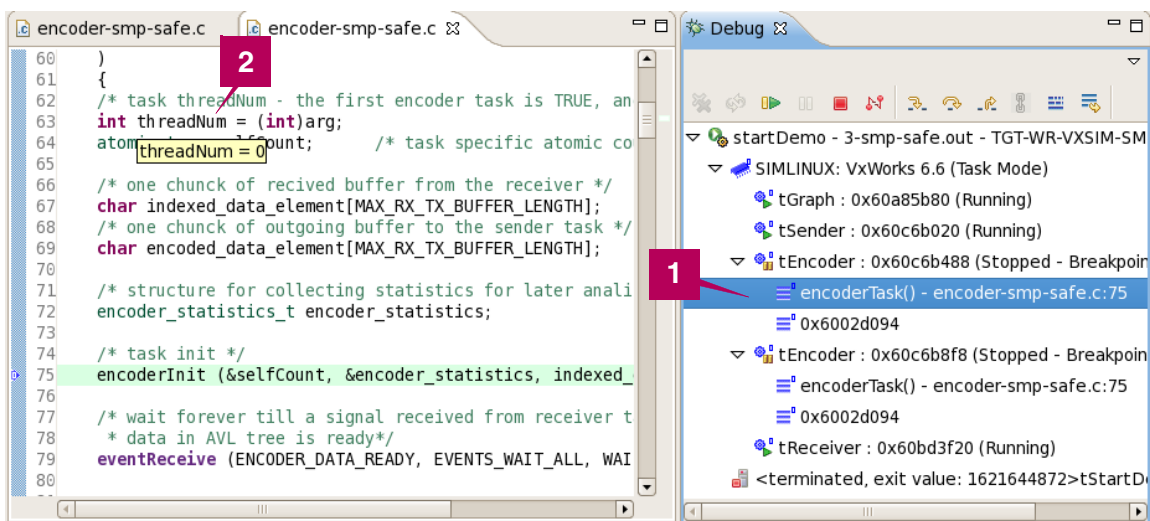 encoder-smp-safe.c
encoder-smp-safe.c
60 )
61 {
62 /* task threadNum - the first encoder task is TRUE, an
63 int threadNum = (int)arg;
64 atom Count; /* task specific atomic co
threadNum = 0
65
66 /* one chunck of recived buffer from the receiver */
67 char indexed_data_element[MAX_RX_TX_BUFFER_LENGTH];
68 /* one chunck of outgoing buffer to the sender task */
69 char encoded_data_element[MAX_RX_TX_BUFFER_LENGTH];
70
71 /* structure for collecting statistics for later anali
72 encoder_statistics_t encoder_statistics;
73
74 /* task init */
75 encoderInit (&selfCount, &encoder_statistics, indexed_
76
77 /* wait forever till a signal received from receiver t
78 * data in AVL tree is ready*/
79 eventReceive (ENCODER_DATA_READY, EVENTS_WAIT_ALL, WAI
80
2
Debug
startDemo - 3-smp-safe.out - TGT-WR-VXSIM-SM
SIMLINUX: VxWorks 6.6 (Task Mode)
tGraph : 0x60a85b80 (Running)
tSender : 0x60c6b020 (Running)
tEncoder : 0x60c6b488 (Stopped - Breakpoin
encoderTask() - encoder-smp-safe.c:75
0x6002d094
tEncoder : 0x60c6b8f8 (Stopped - Breakpoin
encoderTask() - encoder-smp-safe.c:75
0x6002d094
tReceiver : 0x60bd3f20 (Running)
<terminated, exit value: 1621644872>tStartD
1